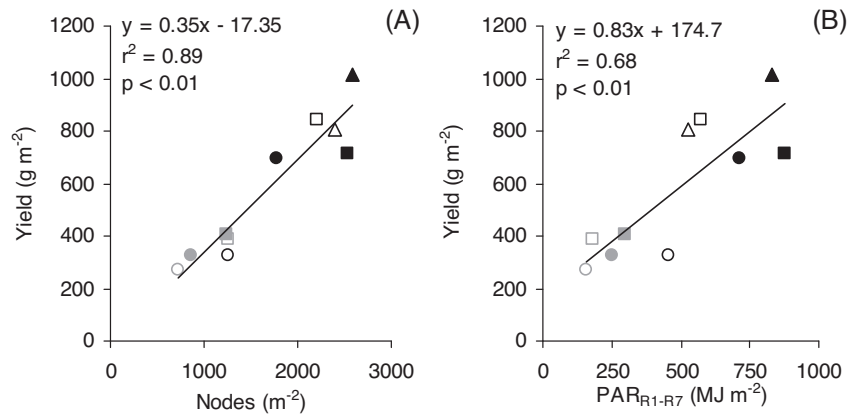 (A)
y = 0.35x - 17.35
r² = 0.89
p < 0.01
1200
1000
800
600
400
200
0
Yield (g m⁻²)
0 1000 2000 3000
Nodes (m⁻²)
(B)
y = 0.83x + 174.7
r² = 0.68
p < 0.01
1200
1000
800
600
400
200
0
Yield (g m⁻²)
0 250 500 750 1000
PAR_R1-R7 (MJ m⁻²)